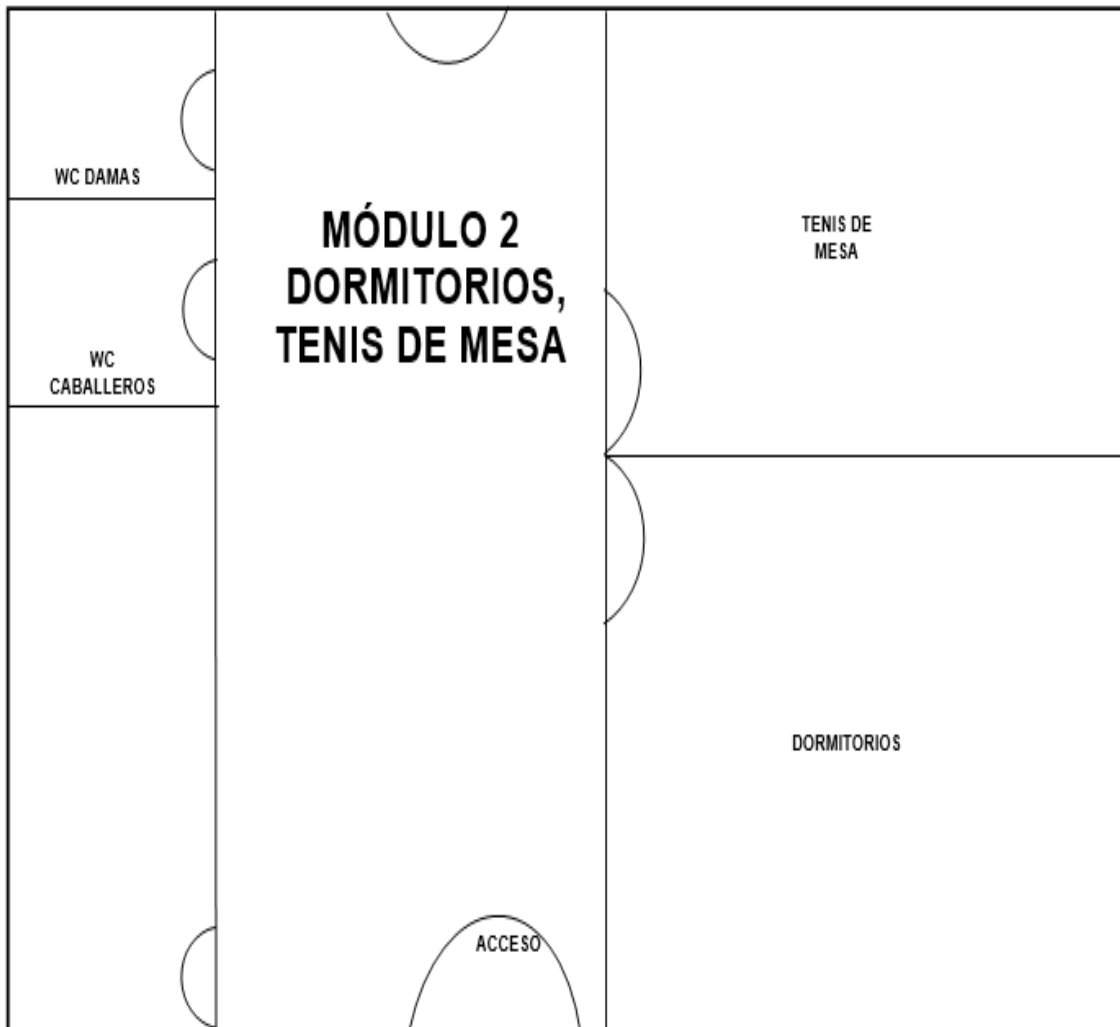 WC DAMAS
MÓDULO 2
DORMITORIOS,
TENIS DE MESA
TENIS DE
MESA
WC
CABALLEROS
DORMITORIOS
ACCESO